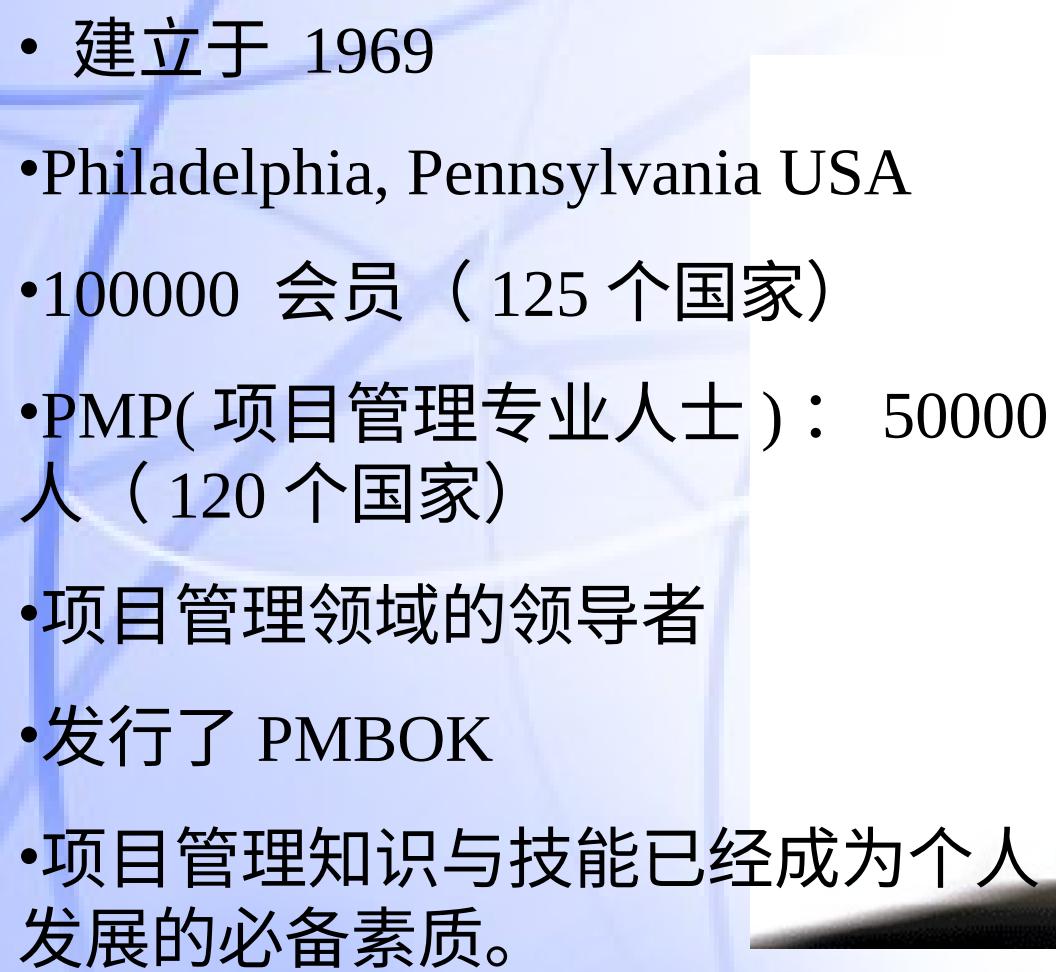 • 建立于 1969
•Philadelphia, Pennsylvania USA
•100000 会员（ 125 个国家）
•PMP( 项目管理专业人士 )： 50000
人（ 120 个国家）
•项目管理领域的领导者
•发行了 PMBOK
•项目管理知识与技能已经成为个人
发展的必备素质。